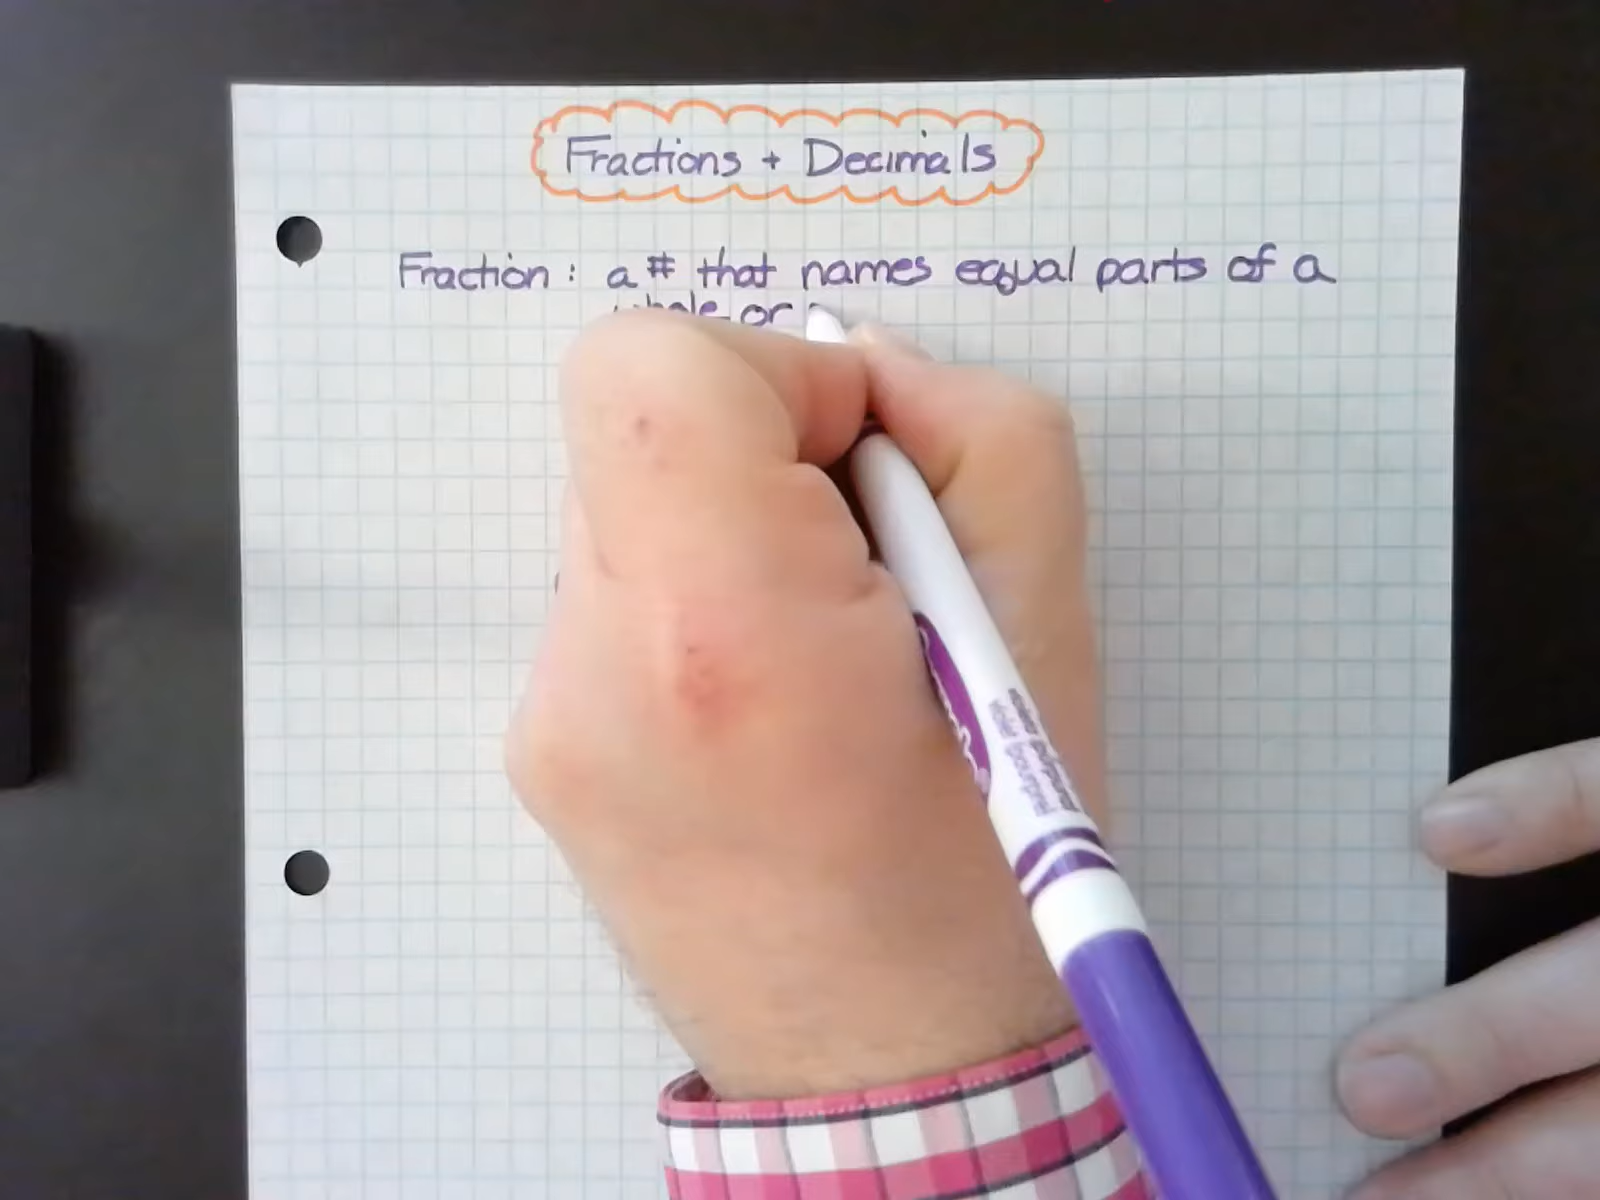 Fractions + Decimals
Fraction: a # that names equal parts of a
whole or